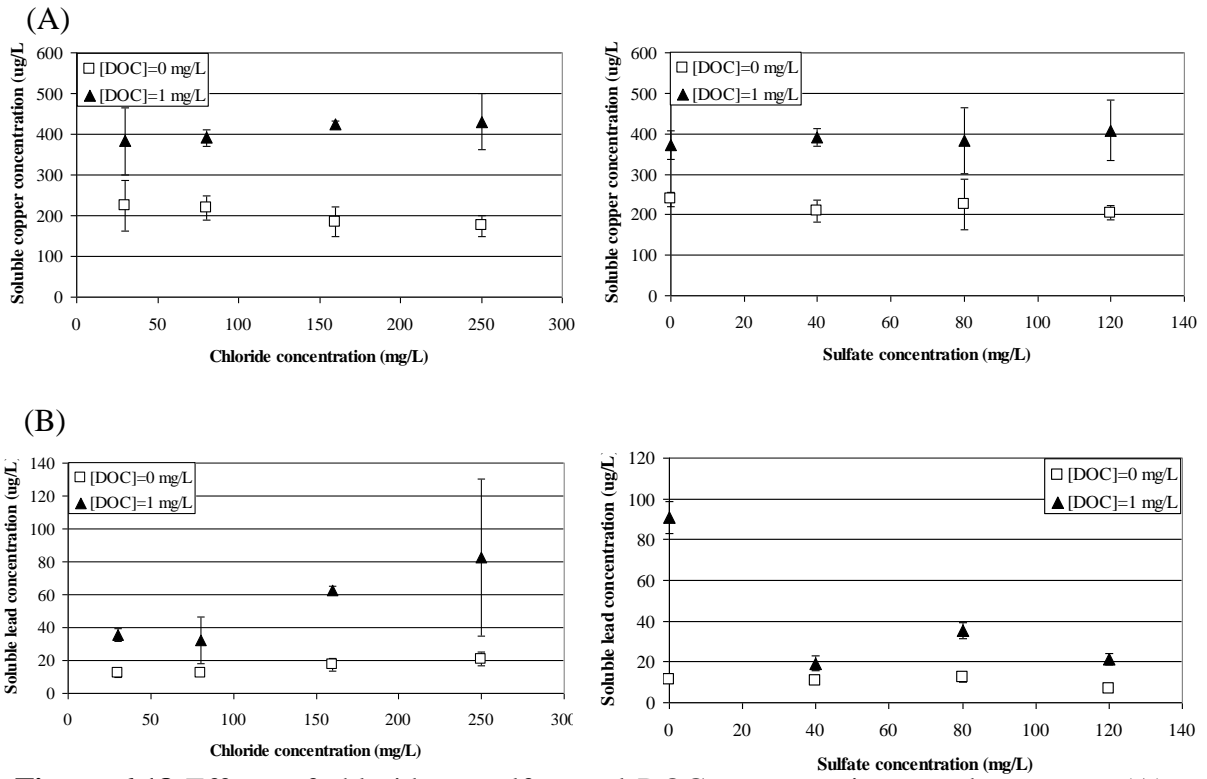 (A)
Soluble copper concentration (ug/L
600
500
400
300
200
100
0
□ [DOC]=0 mg/L
▲ [DOC]=1 mg/L
0 50 100 150 200 250 300
Chloride concentration (mg/L)
Soluble copper concentration (ug/L
600
500
400
300
200
100
0
□ [DOC]=0 mg/L
▲ [DOC]=1 mg/L
0 20 40 60 80 100 120 140
Sulfate concentration (mg/L)
(B)
Soluble lead concentration (ug/L)
140
120
100
80
60
40
20
0
□ [DOC]=0 mg/L
▲ [DOC]=1 mg/L
0 50 100 150 200 250 300
Chloride concentration (mg/L)
Soluble lead concentration (ug/L)
120
100
80
60
40
20
0
□ [DOC]=0 mg/L
▲ [DOC]=1 mg/L
0 20 40 60 80 100 120 140
Sulfate concentration (mg/L)